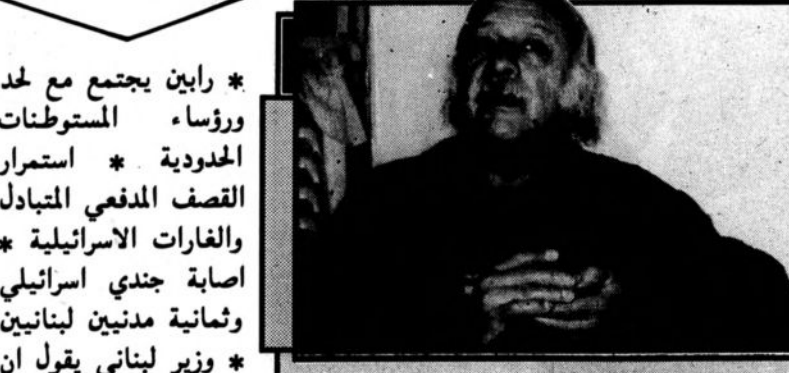 * رابين يجتمع مع لحد
ورؤساء المستوطنات
الحدودية * استمرار
القصف المدفعي المتبادل
والغارات الاسرائيلية *
اصابة جندي اسرائيلي
وثمانية مدنيين لبنانيين
* وزير لبناني يقول ان